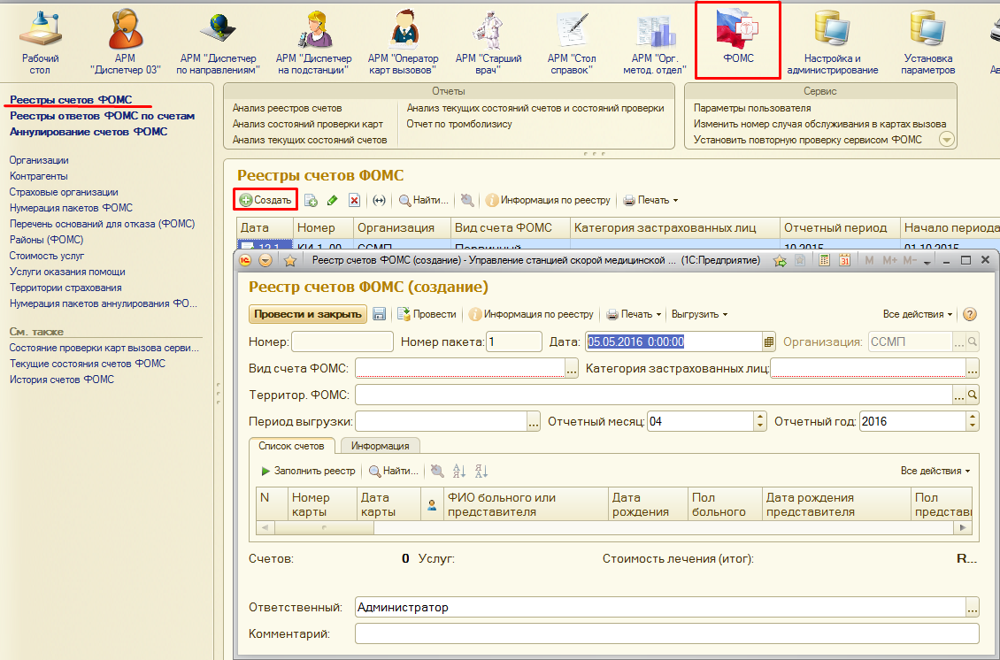 Рабочий стол
АРМ "Диспетчер 03"
АРМ "Диспетчер по направлениям"
АРМ "Диспетчер на подстанции"
АРМ "Оператор карт вызовов"
АРМ "Старший врач"
АРМ "Стол справок"
АРМ "Орг. метод. отдел"
ФОМС
Настройка и администрирование
Установка параметров
Ав
Реестры счетов ФОМС
Реестры ответов ФОМС по счетам
Аннулирование счетов ФОМС
Организации
Контрагенты
Страховые организации
Нумерация пакетов ФОМС
Перечень оснований для отказа (ФОМС)
Районы (ФОМС)
Стоимость услуг
Услуги оказания помощи
Территории страхования
Нумерация пакетов аннулирования ФО...
См. также
Состояние проверки карт вызова серви...
Текущие состояния счетов ФОМС
История счетов ФОМС
Отчеты
Анализ реестров счетов
Анализ состояний проверки карт
Анализ текущих состояний счетов
Анализ текущих состояний счетов и состояний проверки
Отчет по тромболизису
Сервис
Параметры пользователя
Изменить номер случая обслуживания в картах вызова
Установить повторную проверку сервисом ФОМС
Реестры счетов ФОМС
Создать Найти... Информация по реестру Печать
Дата Номер Организация Вид счета ФОМС Категория застрахованных лиц Отчетный период Начало периода
ССМП Первичный 10.2015 01.10.2015
Реестр счетов ФОМС (создание) - Управление станцией скорой медицинской ... (1С:Предприятие) M M+ M-
Реестр счетов ФОМС (создание)
Провести и закрыть Провести Информация по реестру Печать Выгрузить Все действия
Номер: Номер пакета: 1 Дата: 05.05.2016 0:00:00 Организация: ССМП
Вид счета ФОМС: Категория застрахованных лиц:
Территор. ФОМС:
Период выгрузки: Отчетный месяц: 04 Отчетный год: 2016
Список счетов Информация
Заполнить реестр Найти... Все действия
N Номер карты Дата карты ФИО больного или представителя Дата рождения Пол больного Дата рождения представителя Пол представи
Счетов: 0 Услуг: Стоимость лечения (итог): R...
Ответственный: Администратор
Комментарий: